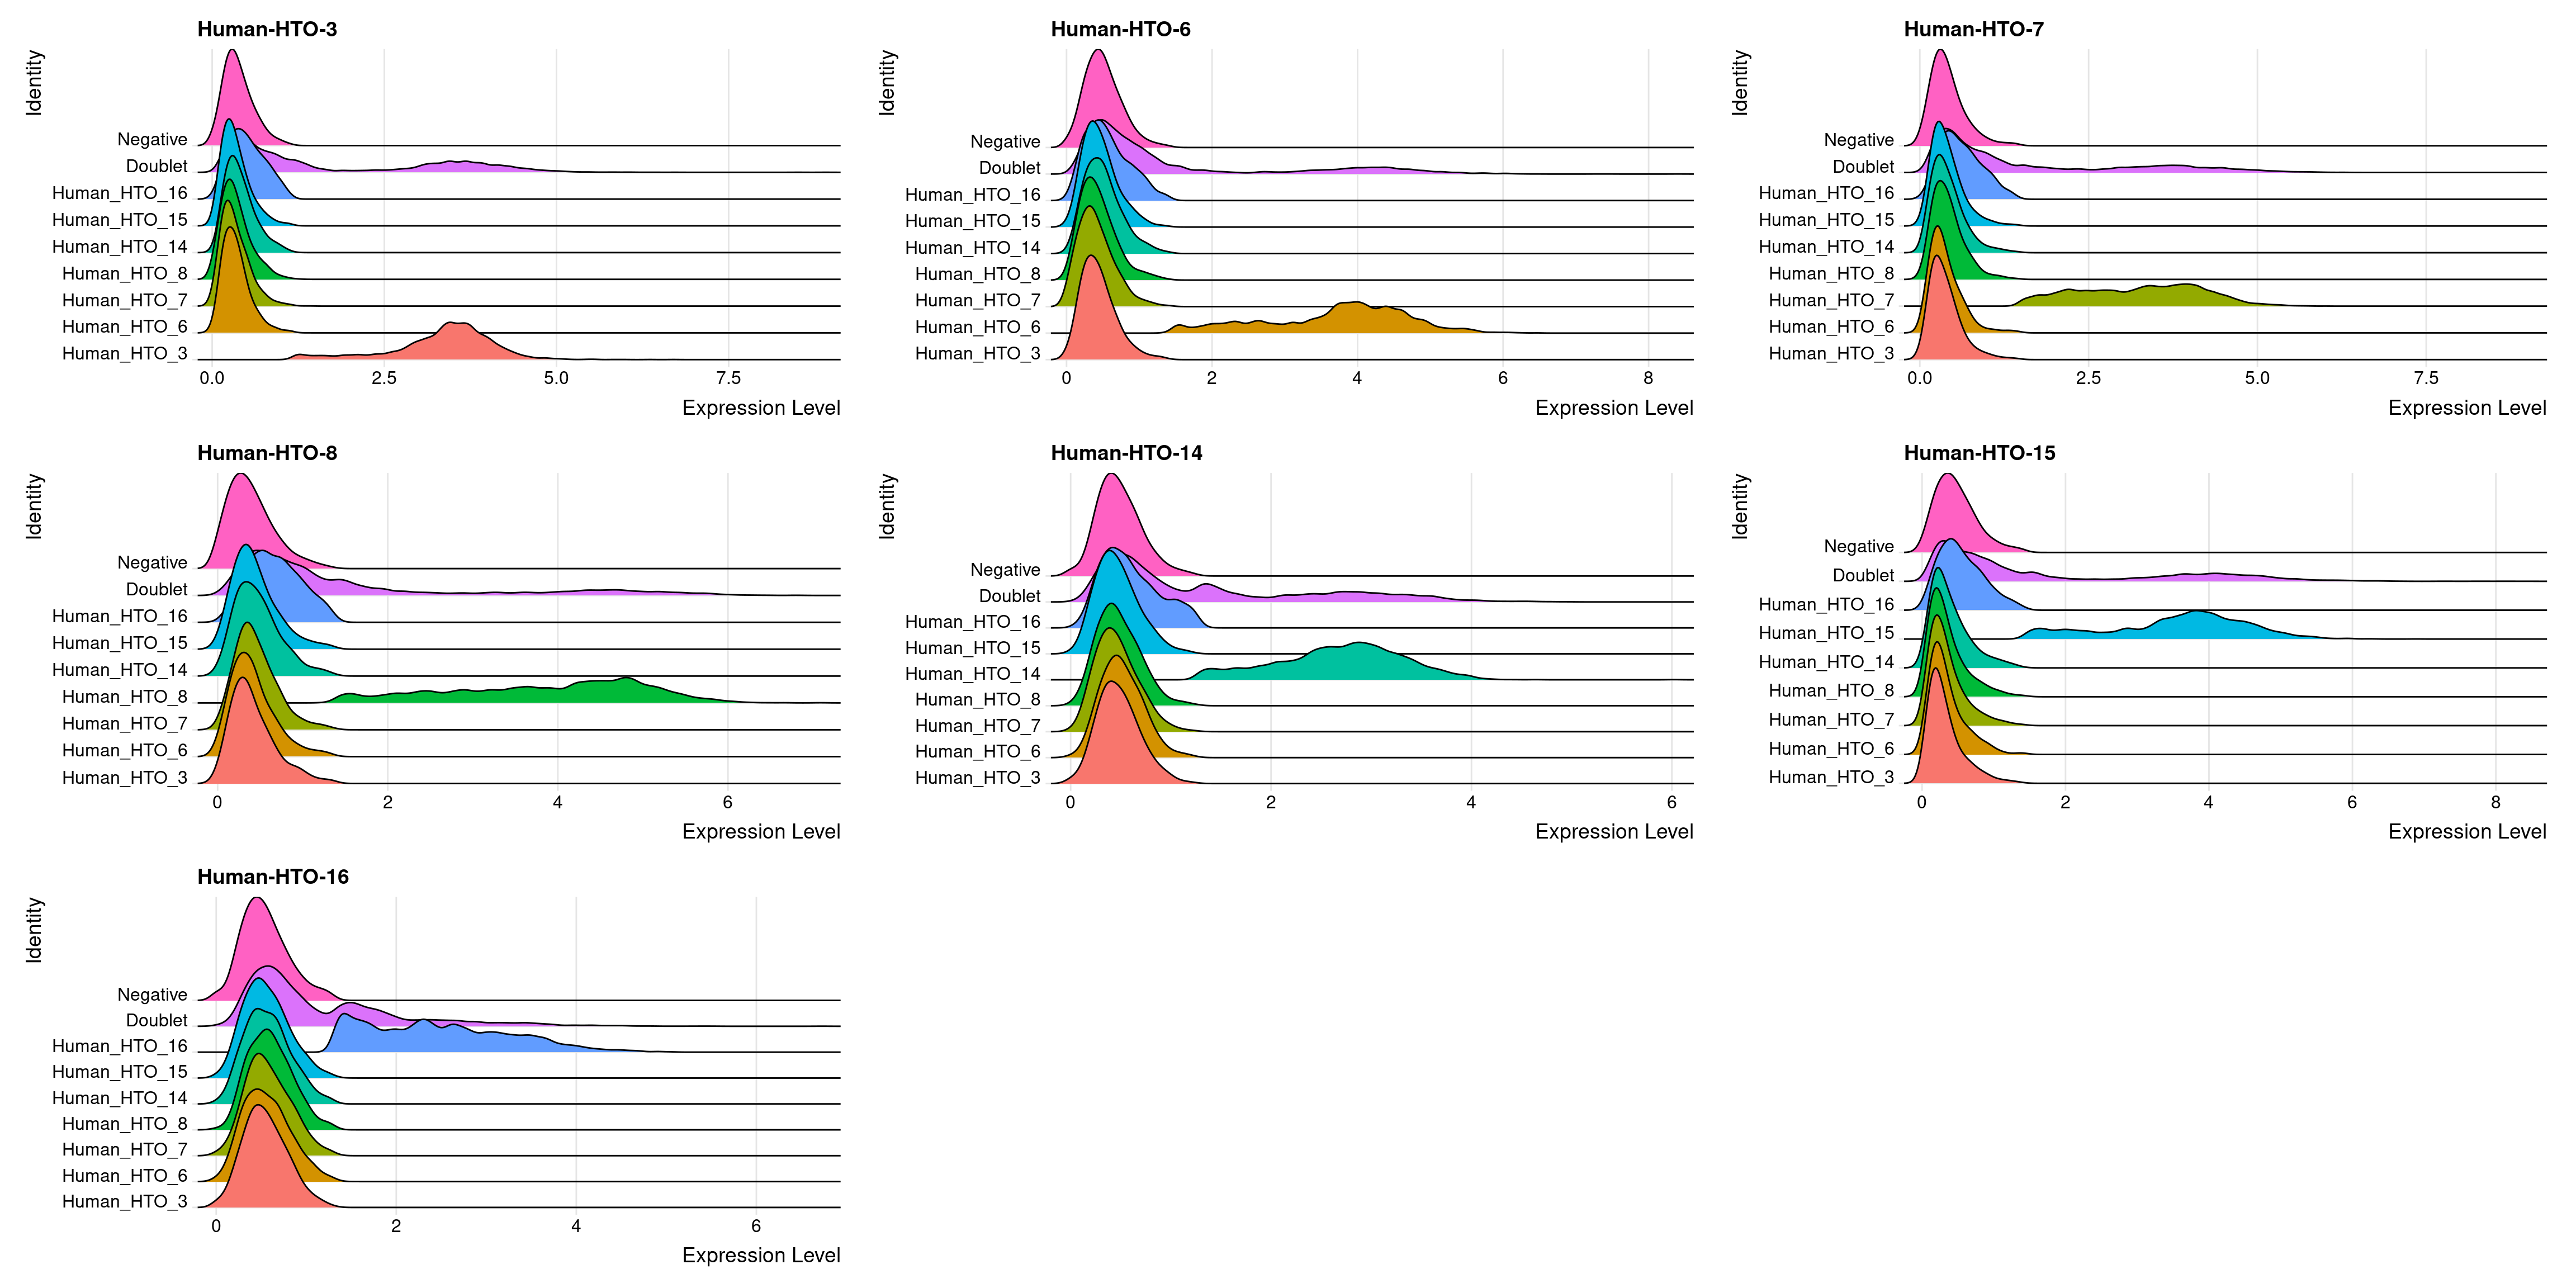 Human-HTO-3
Identity
Negative
Doublet
Human_HTO_16
Human_HTO_15
Human_HTO_14
Human_HTO_8
Human_HTO_7
Human_HTO_6
Human_HTO_3
0.0 2.5 5.0 7.5
Expression Level
Human-HTO-6
Identity
Negative
Doublet
Human_HTO_16
Human_HTO_15
Human_HTO_14
Human_HTO_8
Human_HTO_7
Human_HTO_6
Human_HTO_3
0 2 4 6 8
Expression Level
Human-HTO-7
Identity
Negative
Doublet
Human_HTO_16
Human_HTO_15
Human_HTO_14
Human_HTO_8
Human_HTO_7
Human_HTO_6
Human_HTO_3
0.0 2.5 5.0 7.5
Expression Level
Human-HTO-8
Identity
Negative
Doublet
Human_HTO_16
Human_HTO_15
Human_HTO_14
Human_HTO_8
Human_HTO_7
Human_HTO_6
Human_HTO_3
0 2 4 6
Expression Level
Human-HTO-14
Identity
Negative
Doublet
Human_HTO_16
Human_HTO_15
Human_HTO_14
Human_HTO_8
Human_HTO_7
Human_HTO_6
Human_HTO_3
0 2 4 6
Expression Level
Human-HTO-15
Identity
Negative
Doublet
Human_HTO_16
Human_HTO_15
Human_HTO_14
Human_HTO_8
Human_HTO_7
Human_HTO_6
Human_HTO_3
0 2 4 6 8
Expression Level
Human-HTO-16
Identity
Negative
Doublet
Human_HTO_16
Human_HTO_15
Human_HTO_14
Human_HTO_8
Human_HTO_7
Human_HTO_6
Human_HTO_3
0 2 4 6
Expression Level